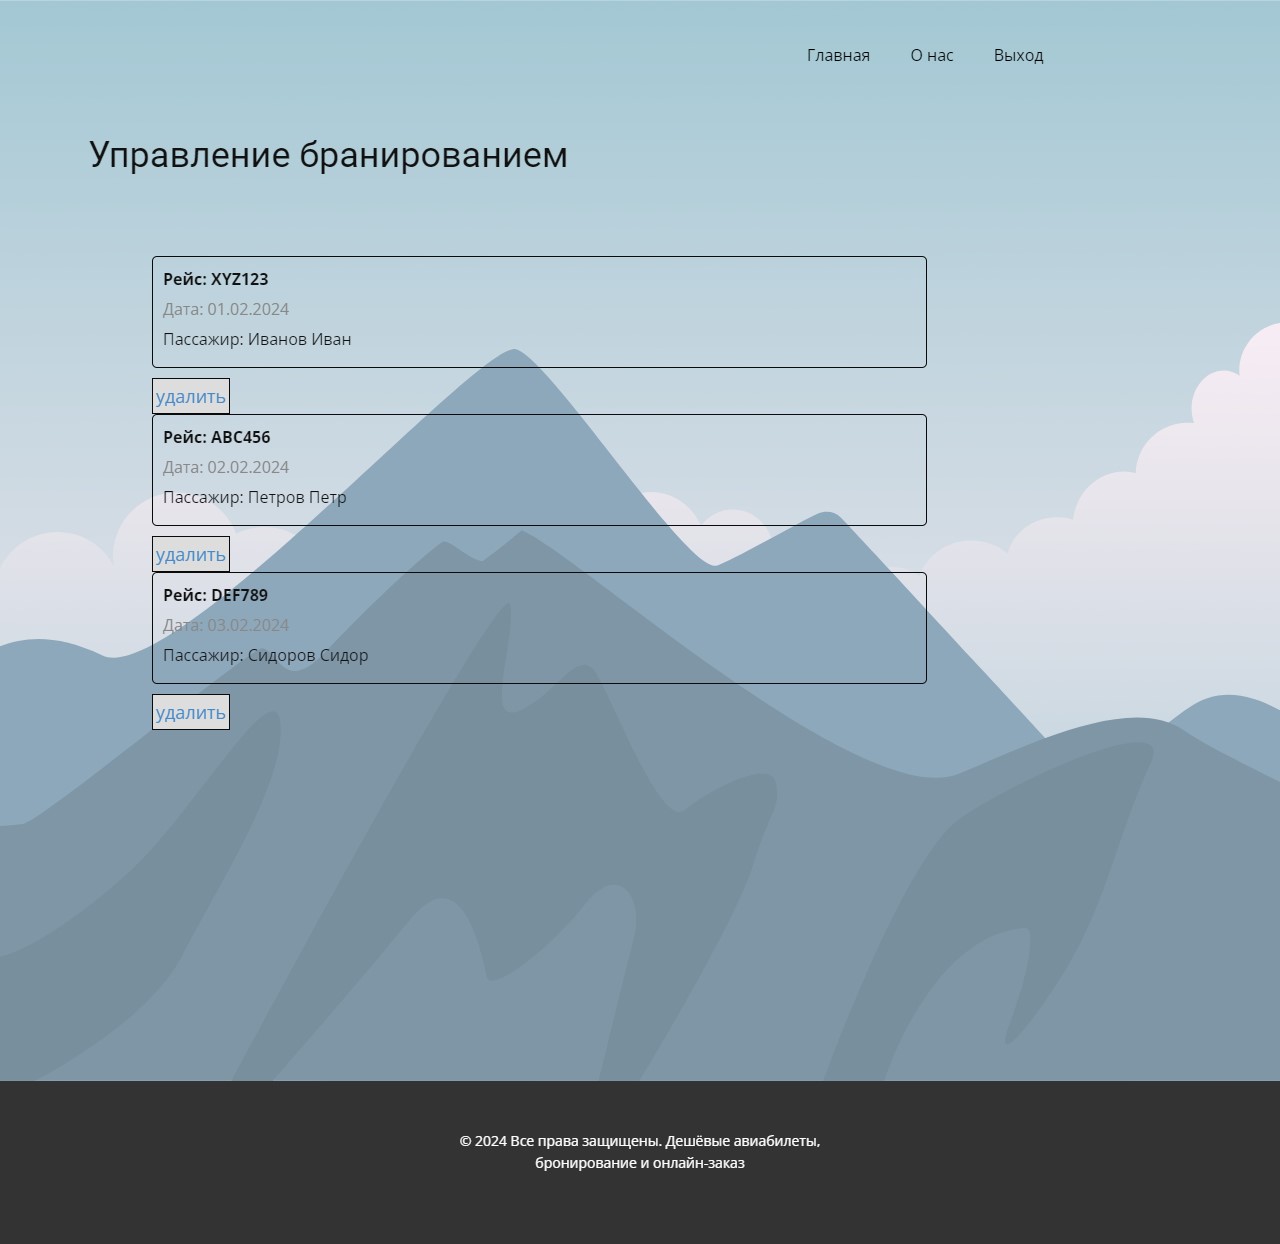 Главная О нас Выход
Управление бранированием
Рейс: XYZ123
Дата: 01.02.2024
Пассажир: Иванов Иван
удалить
Рейс: ABC456
Дата: 02.02.2024
Пассажир: Петров Петр
удалить
Рейс: DEF789
Дата: 03.02.2024
Пассажир: Сидоров Сидор
удалить
© 2024 Все права защищены. Дешёвые авиабилеты,
бронирование и онлайн-заказ